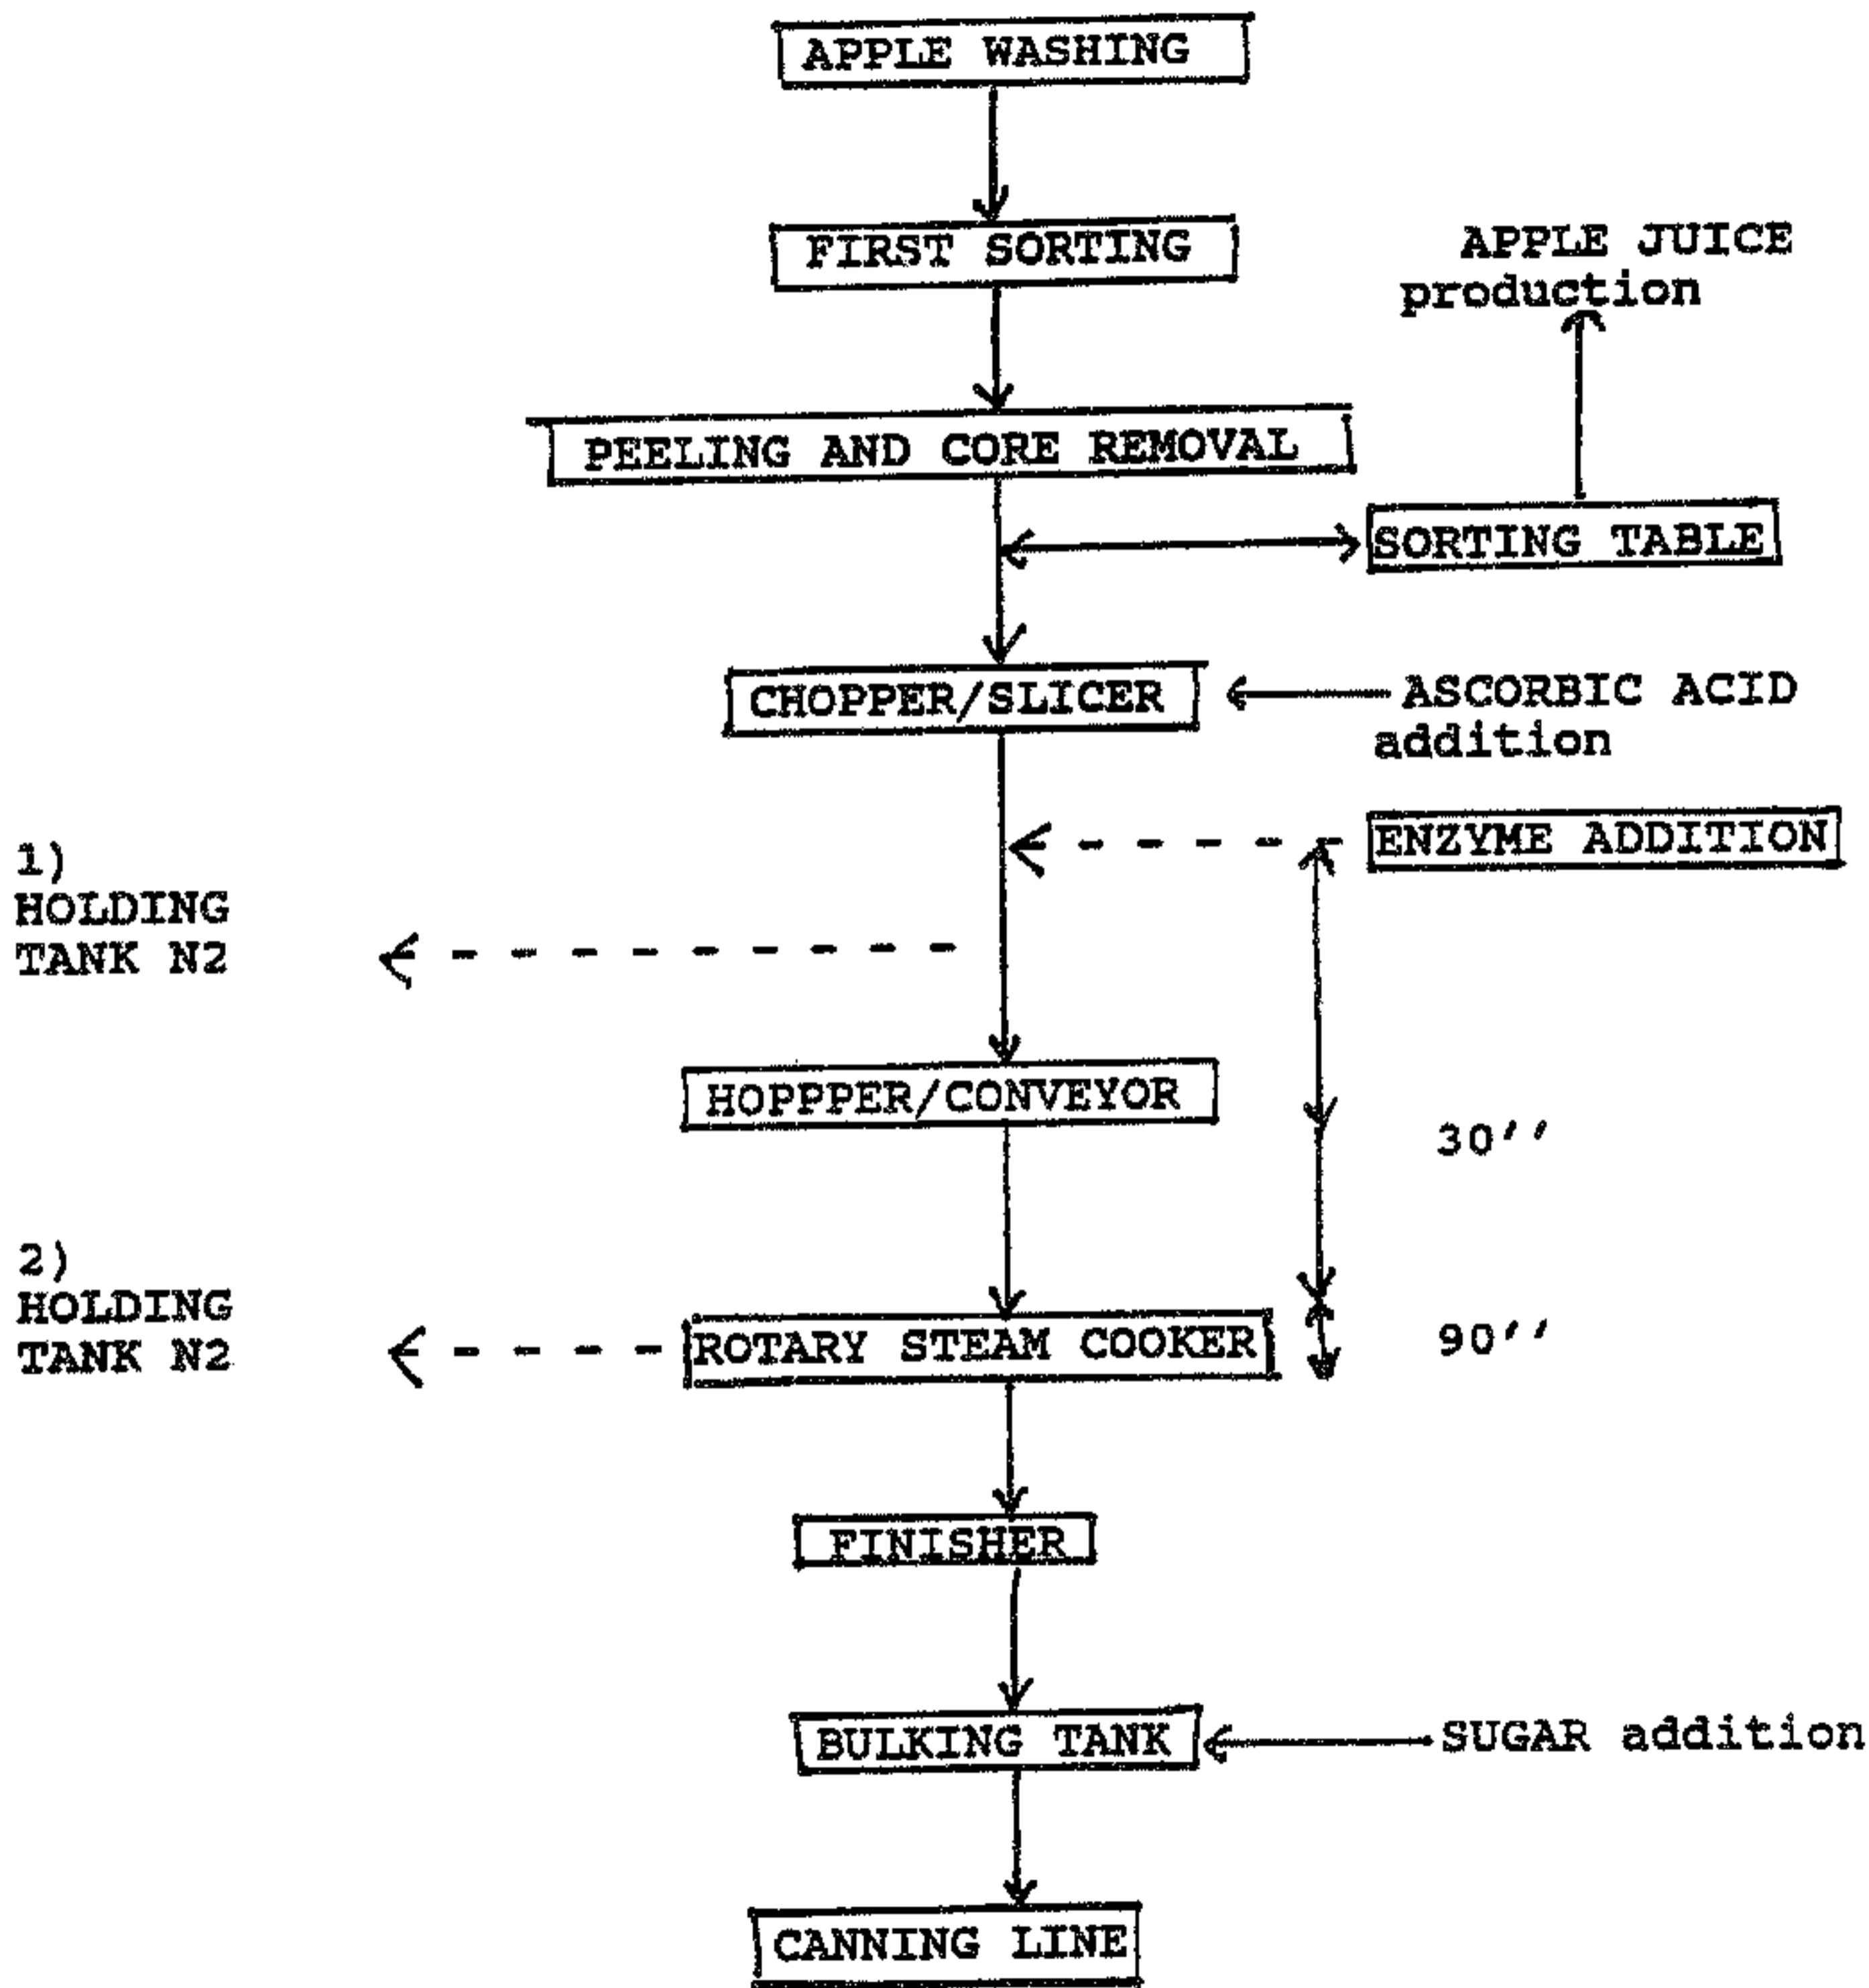 APPLE WASHING
FIRST SORTING
APPLE JUICE
production
PEELING AND CORE REMOVAL
SORTING TABLE
CHOPPER/SLICER
ASCORBIC ACID
addition
ENZYME ADDITION
1)
HOLDING
TANK N2
HOPPPER/CONVEYOR
30''
2)
HOLDING
TANK N2
ROTARY STEAM COOKER
90''
FINISHER
BULKING TANK
SUGAR addition
CANNING LINE